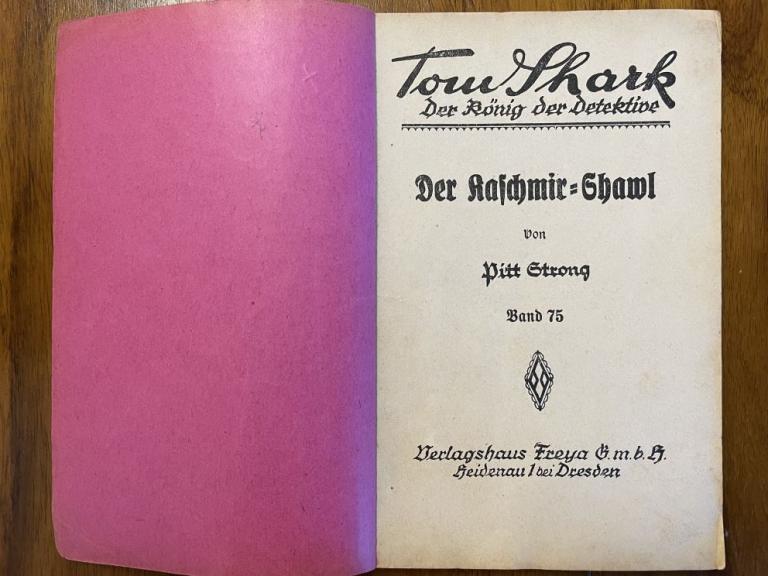 Tom Shark
Der König der Detektive
Der Kaschmir=Shawl
von
Pitt Strong
Band 75
Verlagshaus Freya G.m.b.H.
Heidenau 1 bei Dresden